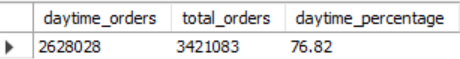 daytime_orders total_orders daytime_percentage
2628028 3421083 76.82